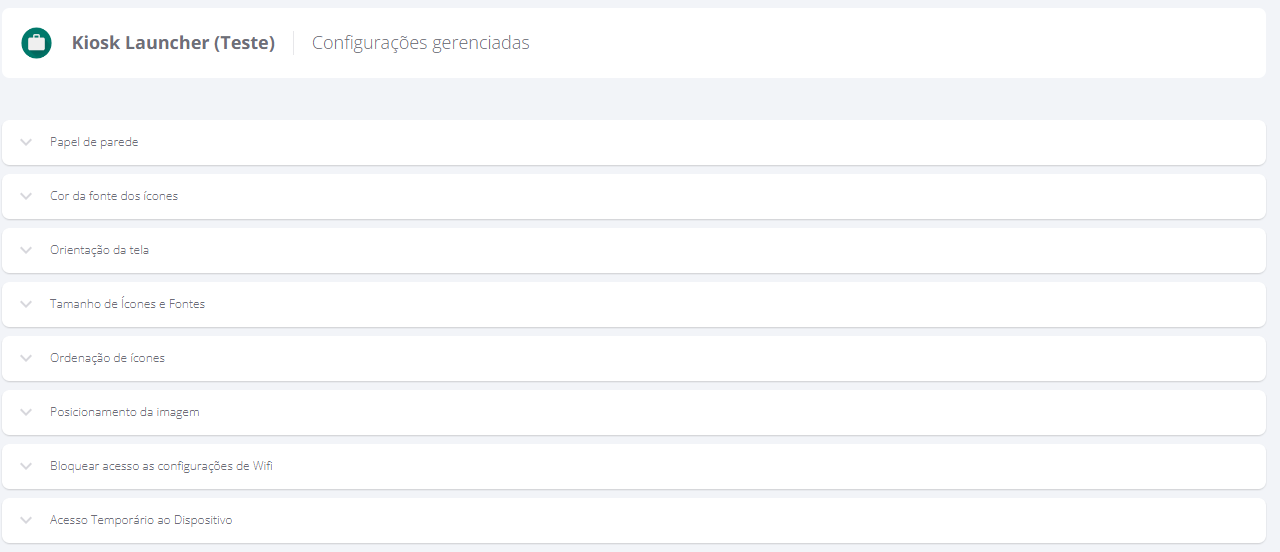 Kiosk Launcher (Teste) Configurações gerenciadas
Papel de parede
Cor da fonte dos ícones
Orientação da tela
Tamanho de Ícones e Fontes
Ordenação de ícones
Posicionamento da imagem
Bloquear acesso as configurações de Wifi
Acesso Temporário ao Dispositivo